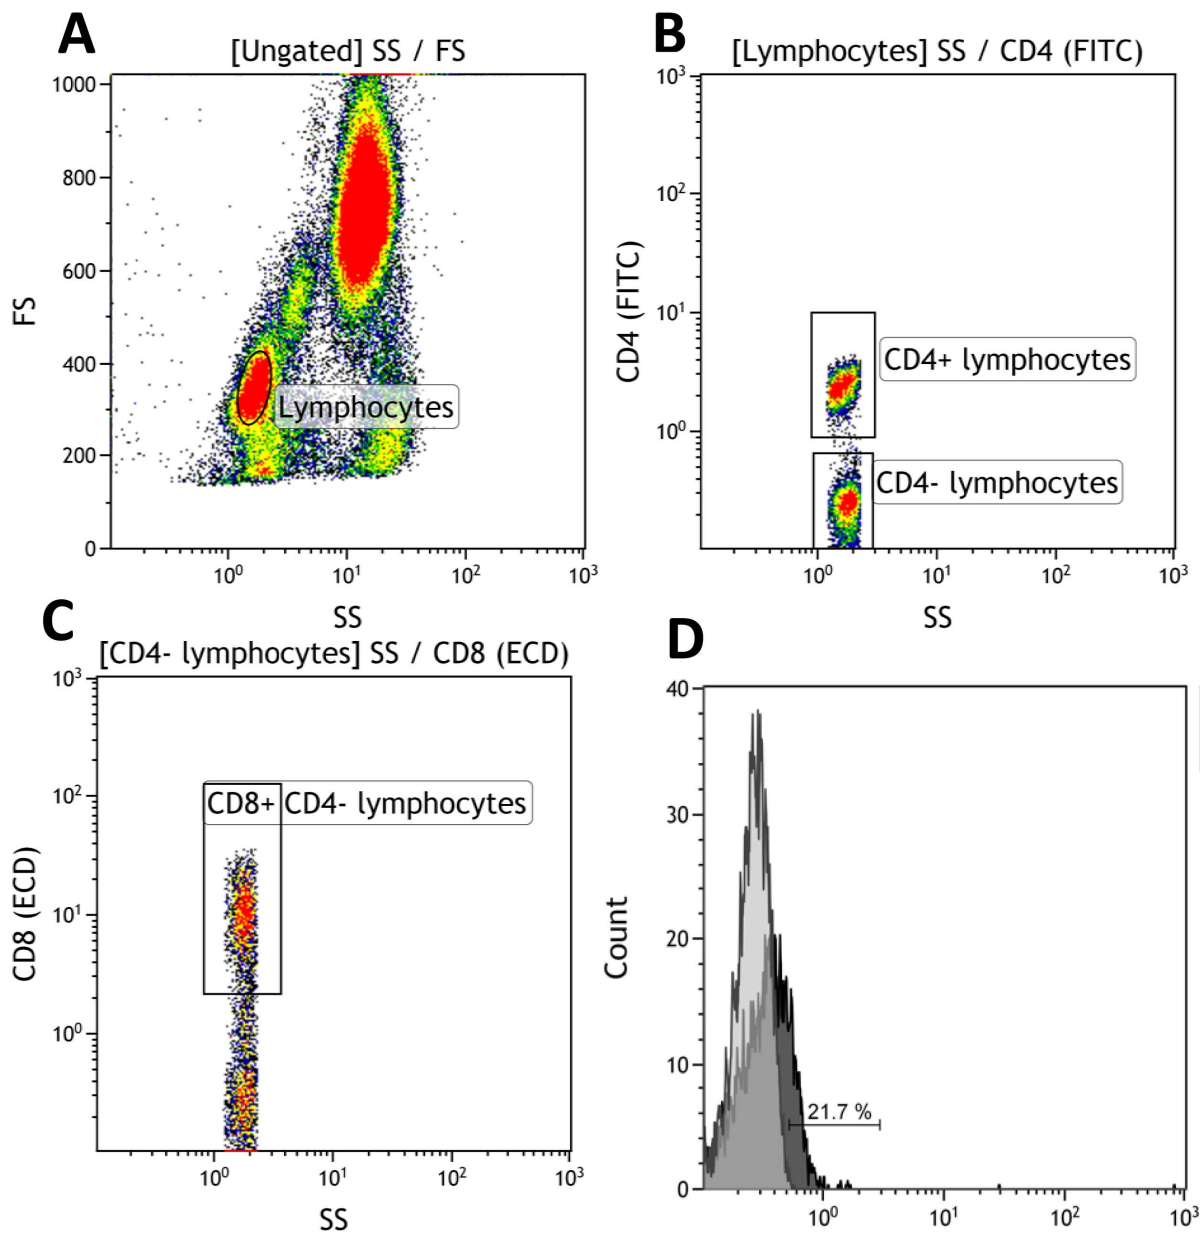 A
[Ungated] SS / FS
1000
800
600
400
200
0
FS
Lymphocytes
10⁰
10¹
10²
10³
SS
B
[Lymphocytes] SS / CD4 (FITC)
10³
10²
10¹
10⁰
CD4 (FITC)
CD4+ lymphocytes
CD4- lymphocytes
10⁰
10¹
10²
10³
SS
C
[CD4- lymphocytes] SS / CD8 (ECD)
10³
10²
10¹
10⁰
CD8 (ECD)
CD8+ CD4- lymphocytes
10⁰
10¹
10²
10³
SS
D
40
30
20
10
0
Count
21.7 %
10⁰
10¹
10²
10³